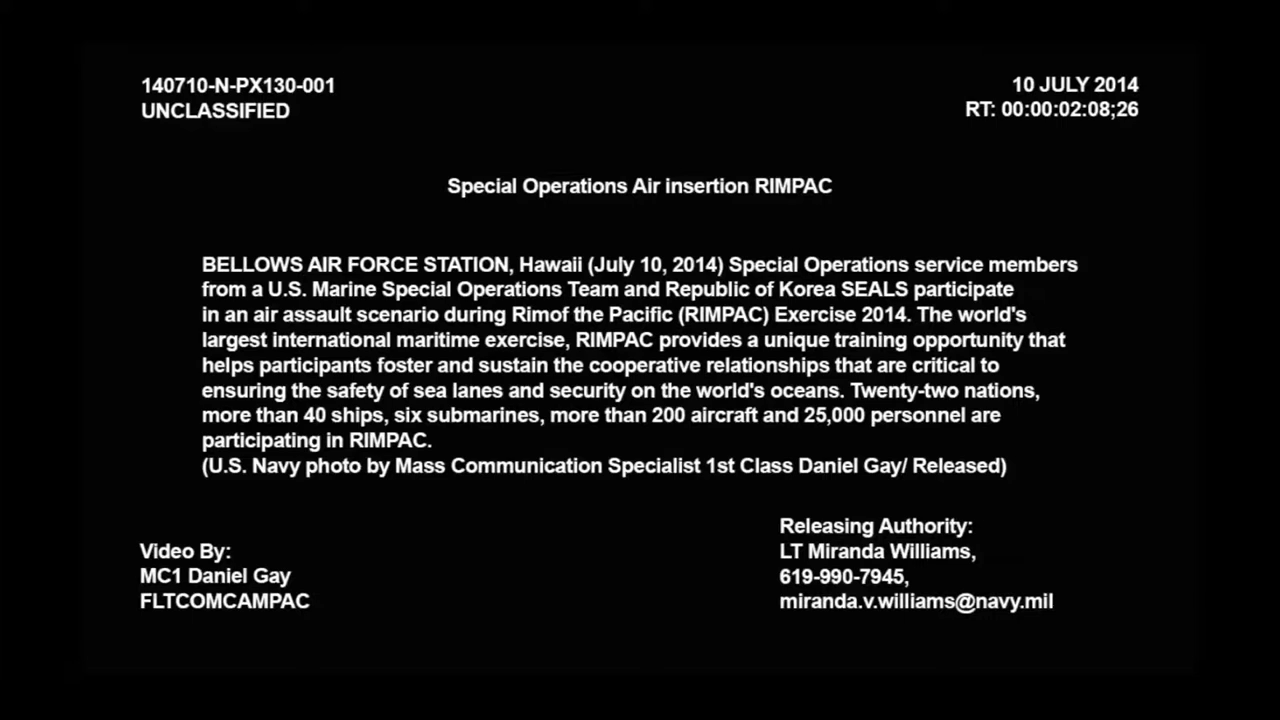 140710-N-PX130-001
UNCLASSIFIED
10 JULY 2014
RT: 00:00:02:08;26
Special Operations Air insertion RIMPAC
BELLOWS AIR FORCE STATION, Hawaii (July 10, 2014) Special Operations service members
from a U.S. Marine Special Operations Team and Republic of Korea SEALS participate
in an air assault scenario during Rimof the Pacific (RIMPAC) Exercise 2014. The world's
largest international maritime exercise, RIMPAC provides a unique training opportunity that
helps participants foster and sustain the cooperative relationships that are critical to
ensuring the safety of sea lanes and security on the world's oceans. Twenty-two nations,
more than 40 ships, six submarines, more than 200 aircraft and 25,000 personnel are
participating in RIMPAC.
(U.S. Navy photo by Mass Communication Specialist 1st Class Daniel Gay/ Released)
Video By:
MC1 Daniel Gay
FLTCOMCAMPAC
Releasing Authority:
LT Miranda Williams,
619-990-7945,
miranda.v.williams@navy.mil